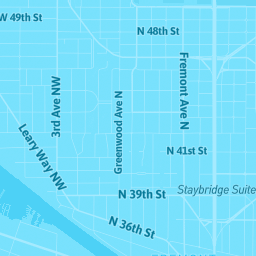 W 49th St
N 48th St
3rd Ave NW
Greenwood Ave N
Fremont Ave N
N 41st St
Leary Way NW
N 39th St
Staybridge Suite
N 36th St